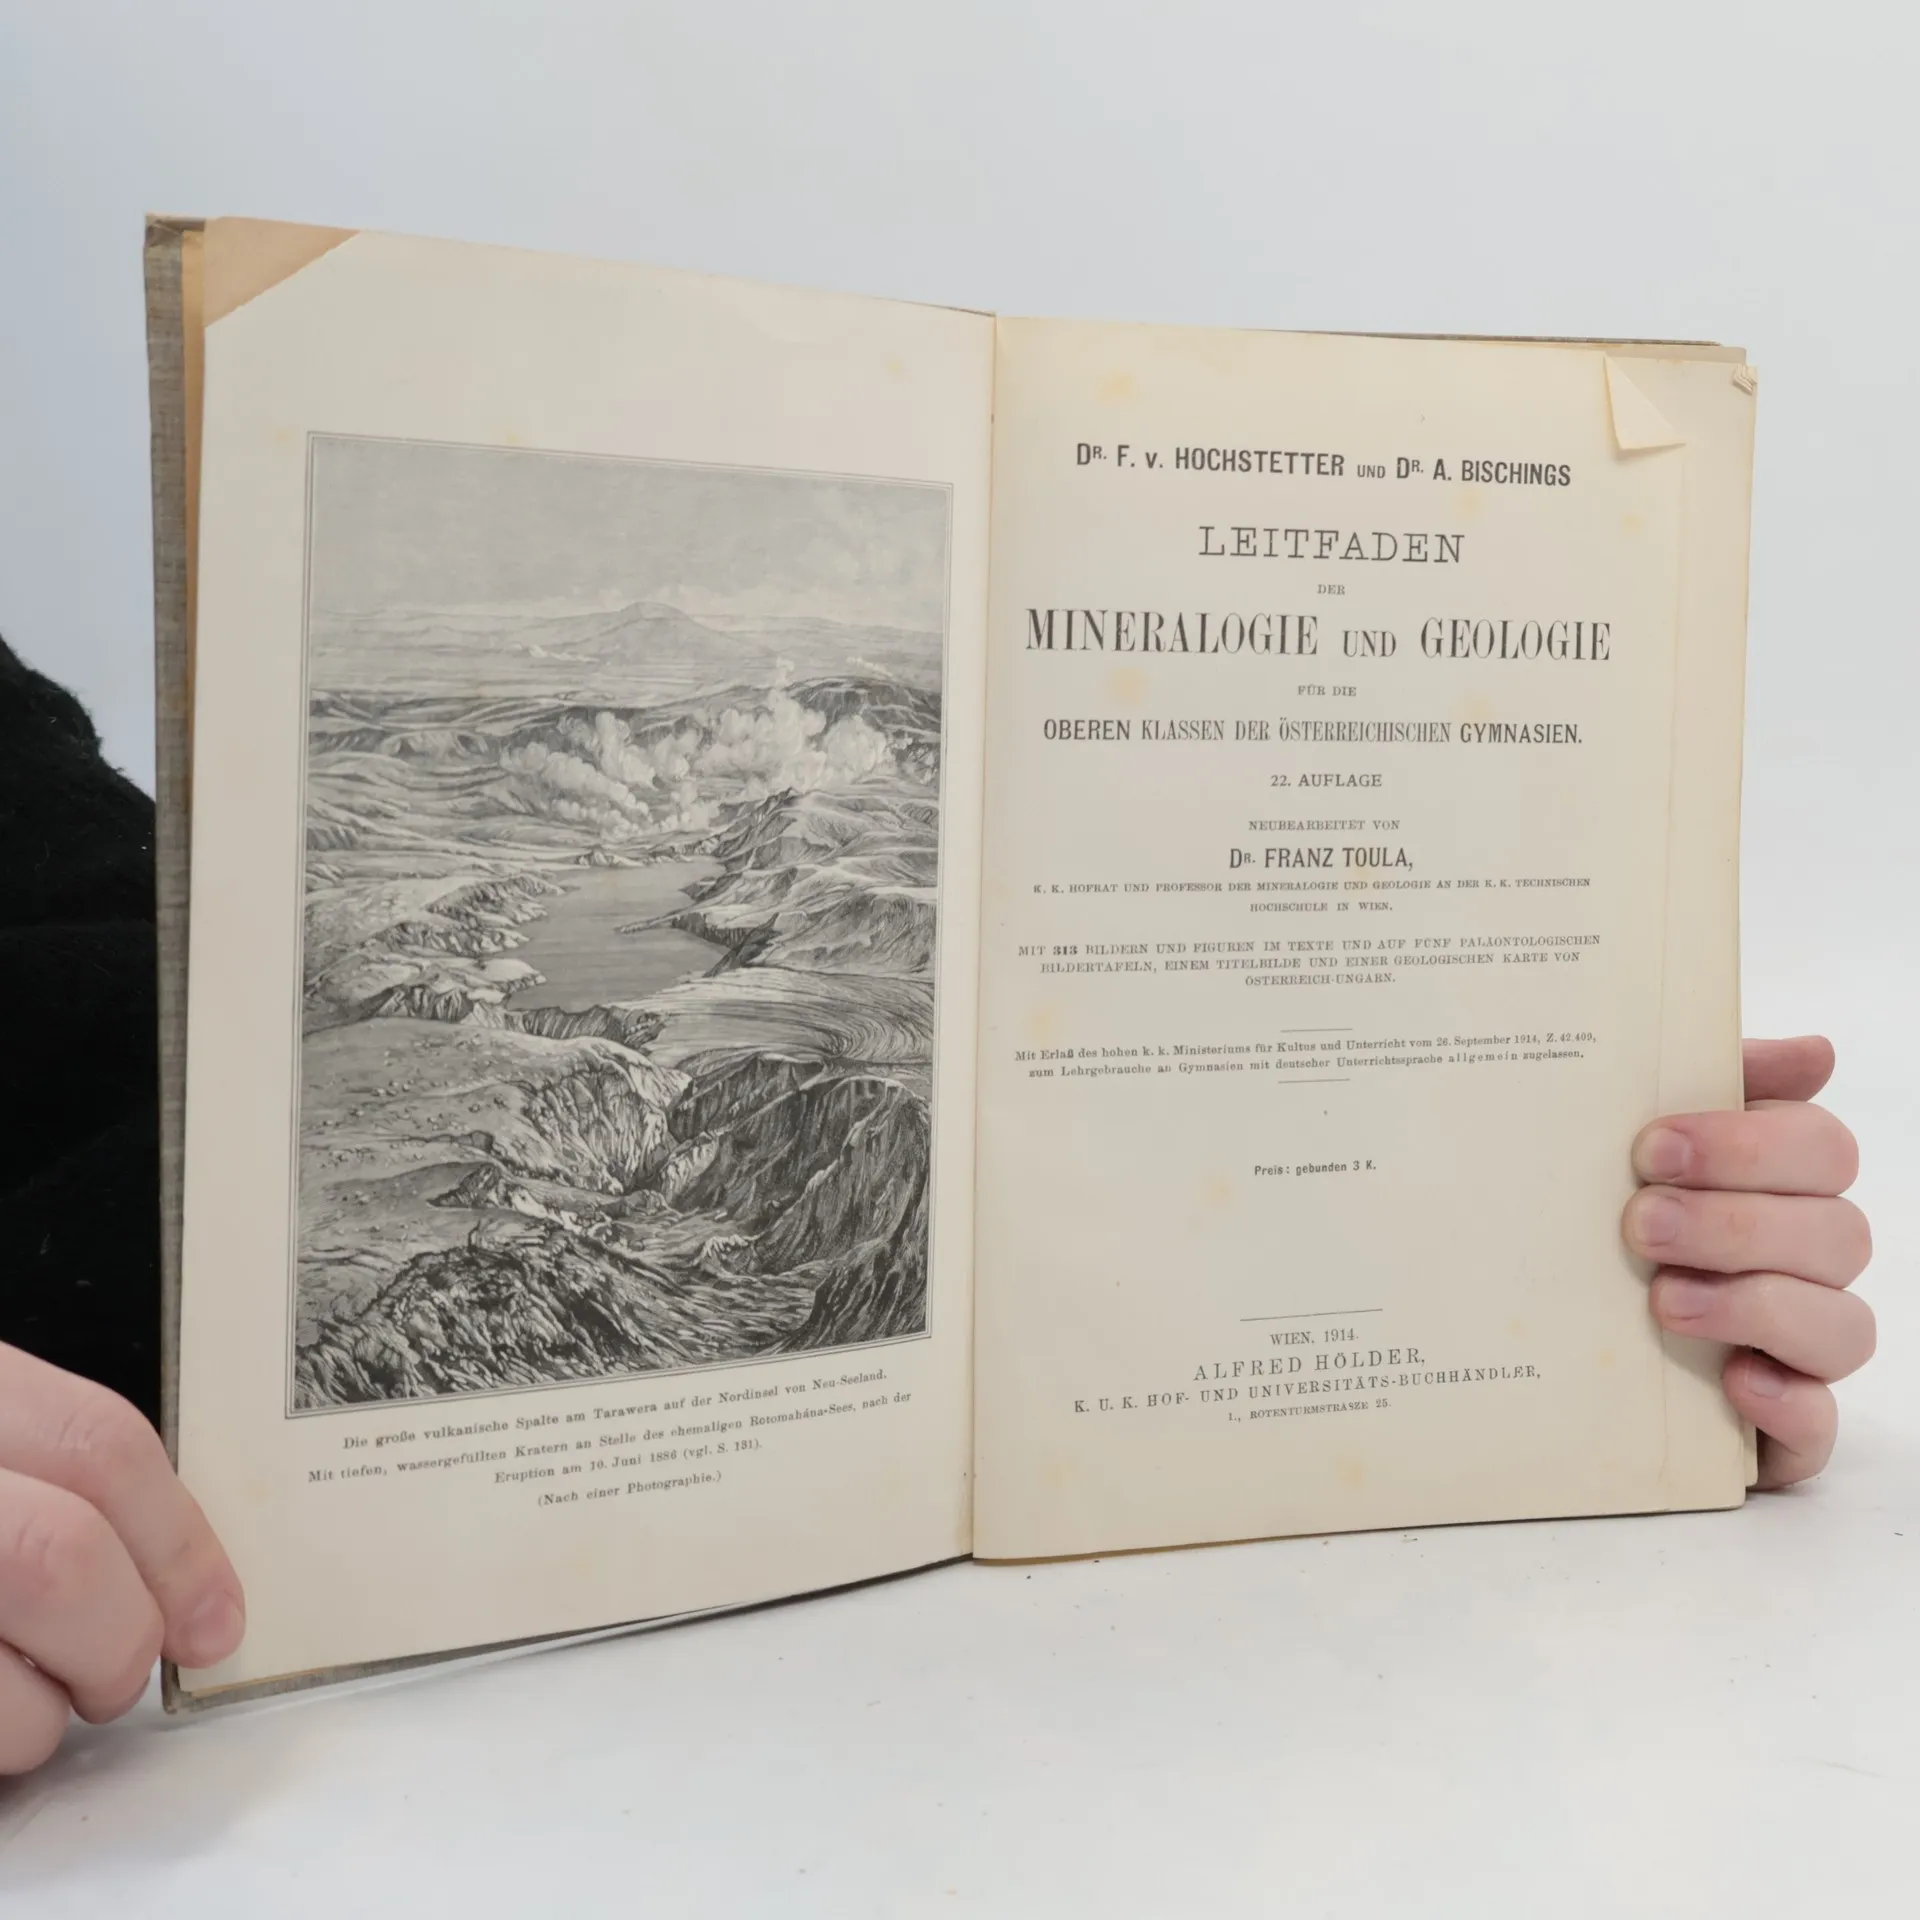 Die große vulkanische Spalte am Tarawera auf der Nordinsel von Neu-Seeland.
Mit tiefen, wassergefüllten Kratern an Stelle des ehemaligen Rotomahána-Sees, nach der
Eruption am 10. Juni 1886 (vgl. S. 131).
(Nach einer Photographie.)
DR. F. v. HOCHSTETTER UND DR. A. BISCHINGS
LEITFADEN
DER
MINERALOGIE UND GEOLOGIE
FÜR DIE
OBEREN KLASSEN DER ÖSTERREICHISCHEN GYMNASIEN.
22. AUFLAGE
NEUBEARBEITET VON
DR. FRANZ TOULA,
K. K. HOFRAT UND PROFESSOR DER MINERALOGIE UND GEOLOGIE AN DER K. K. TECHNISCHEN
HOCHSCHULE IN WIEN.
MIT 313 BILDERN UND FIGUREN IM TEXTE UND AUF FÜNF PALÄONTOLOGISCHEN
BILDERTAFELN, EINEM TITELBILDE UND EINER GEOLOGISCHEN KARTE VON
ÖSTERREICH-UNGARN.
Mit Erlaß des hohen k. k. Ministeriums für Kultus und Unterricht vom 26. September 1914, Z. 42.409,
zum Lehrgebrauche an Gymnasien mit deutscher Unterrichtssprache allgemein zugelassen.
Preis: gebunden 3 K.
WIEN, 1914.
ALFRED HÖLDER,
K. U. K. HOF- UND UNIVERSITÄTS-BUCHHÄNDLER,
I., ROTENTURMSTRASZE 25.